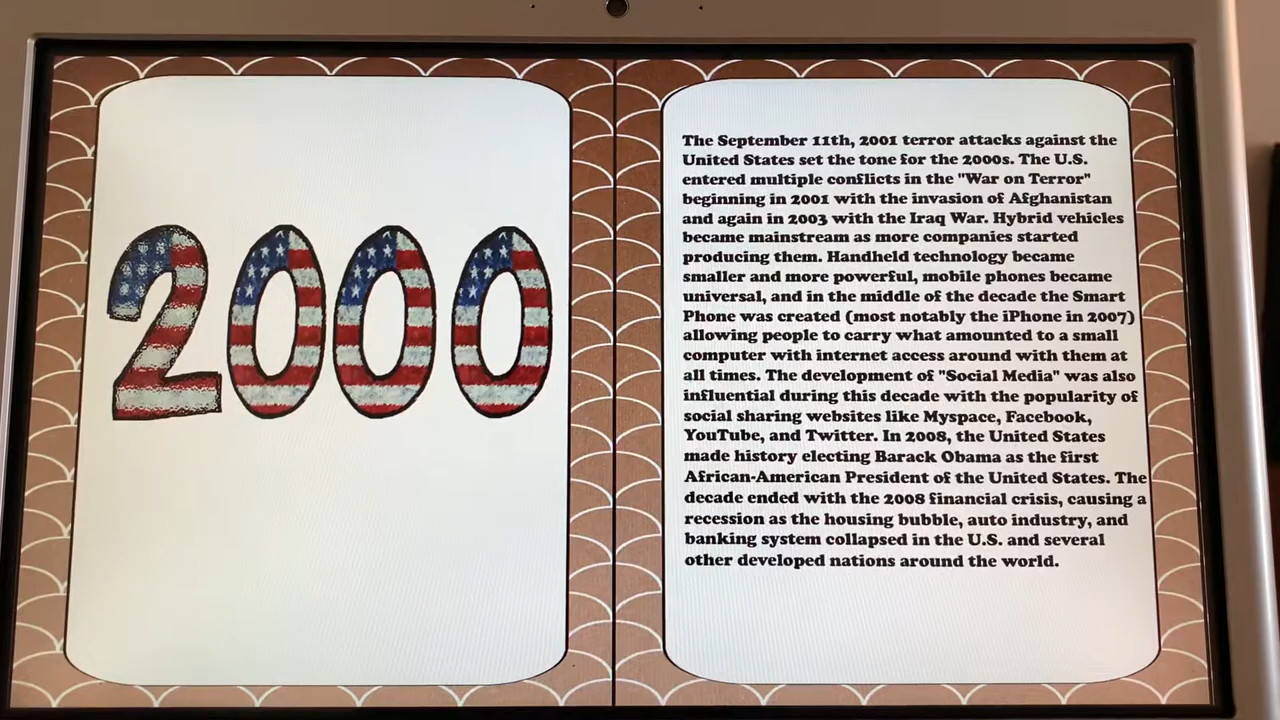 2000
The September 11th, 2001 terror attacks against the
United States set the tone for the 2000s. The U.S.
entered multiple conflicts in the "War on Terror"
beginning in 2001 with the invasion of Afghanistan
and again in 2003 with the Iraq War. Hybrid vehicles
became mainstream as more companies started
producing them. Handheld technology became
smaller and more powerful, mobile phones became
universal, and in the middle of the decade the Smart
Phone was created (most notably the iPhone in 2007)
allowing people to carry what amounted to a small
computer with internet access around with them at
all times. The development of "Social Media" was also
influential during this decade with the popularity of
social sharing websites like Myspace, Facebook,
YouTube, and Twitter. In 2008, the United States
made history electing Barack Obama as the first
African-American President of the United States. The
decade ended with the 2008 financial crisis, causing a
recession as the housing bubble, auto industry, and
banking system collapsed in the U.S. and several
other developed nations around the world.